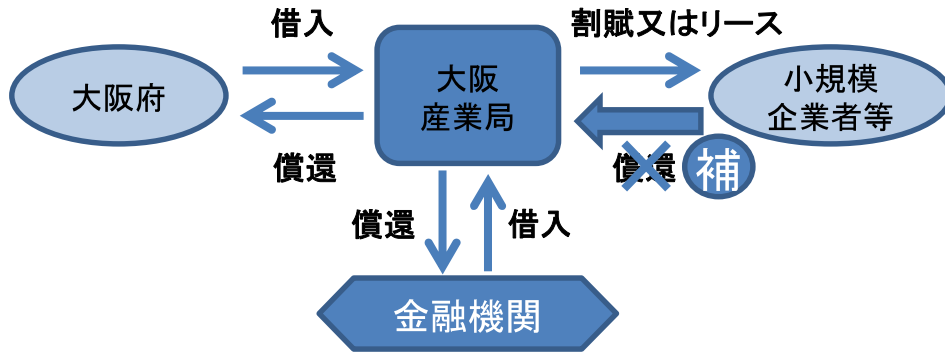 借入
割賦又はリース
大阪府
大阪
産業局
小規模
企業者等
償還
償還
補
償還
借入
金融機関